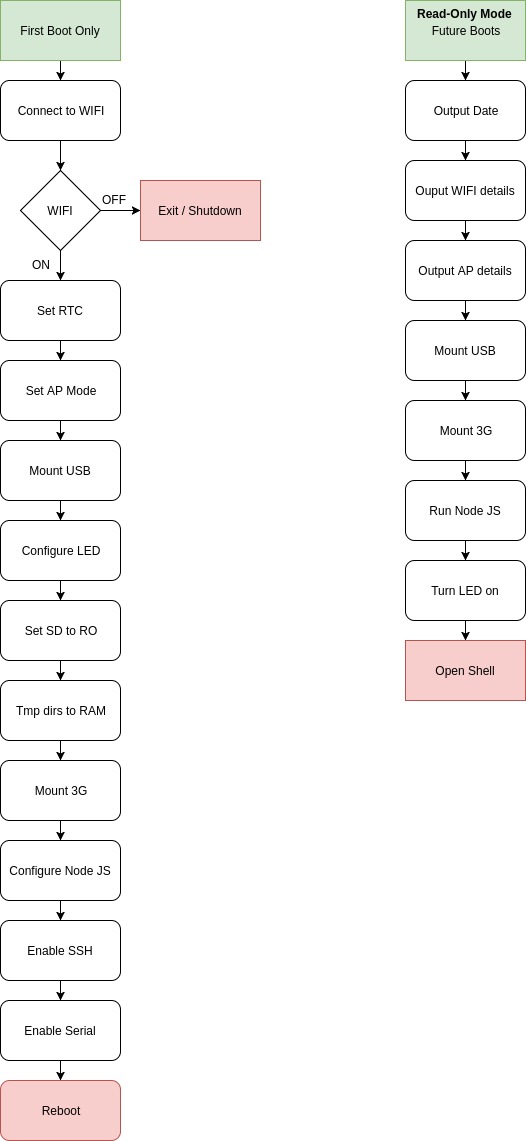 First Boot Only
Connect to WIFI
WIFI
OFF
Exit / Shutdown
ON
Set RTC
Set AP Mode
Mount USB
Configure LED
Set SD to RO
Tmp dirs to RAM
Mount 3G
Configure Node JS
Enable SSH
Enable Serial
Reboot
Read-Only Mode
Future Boots
Output Date
Ouput WIFI details
Output AP details
Mount USB
Mount 3G
Run Node JS
Turn LED on
Open Shell